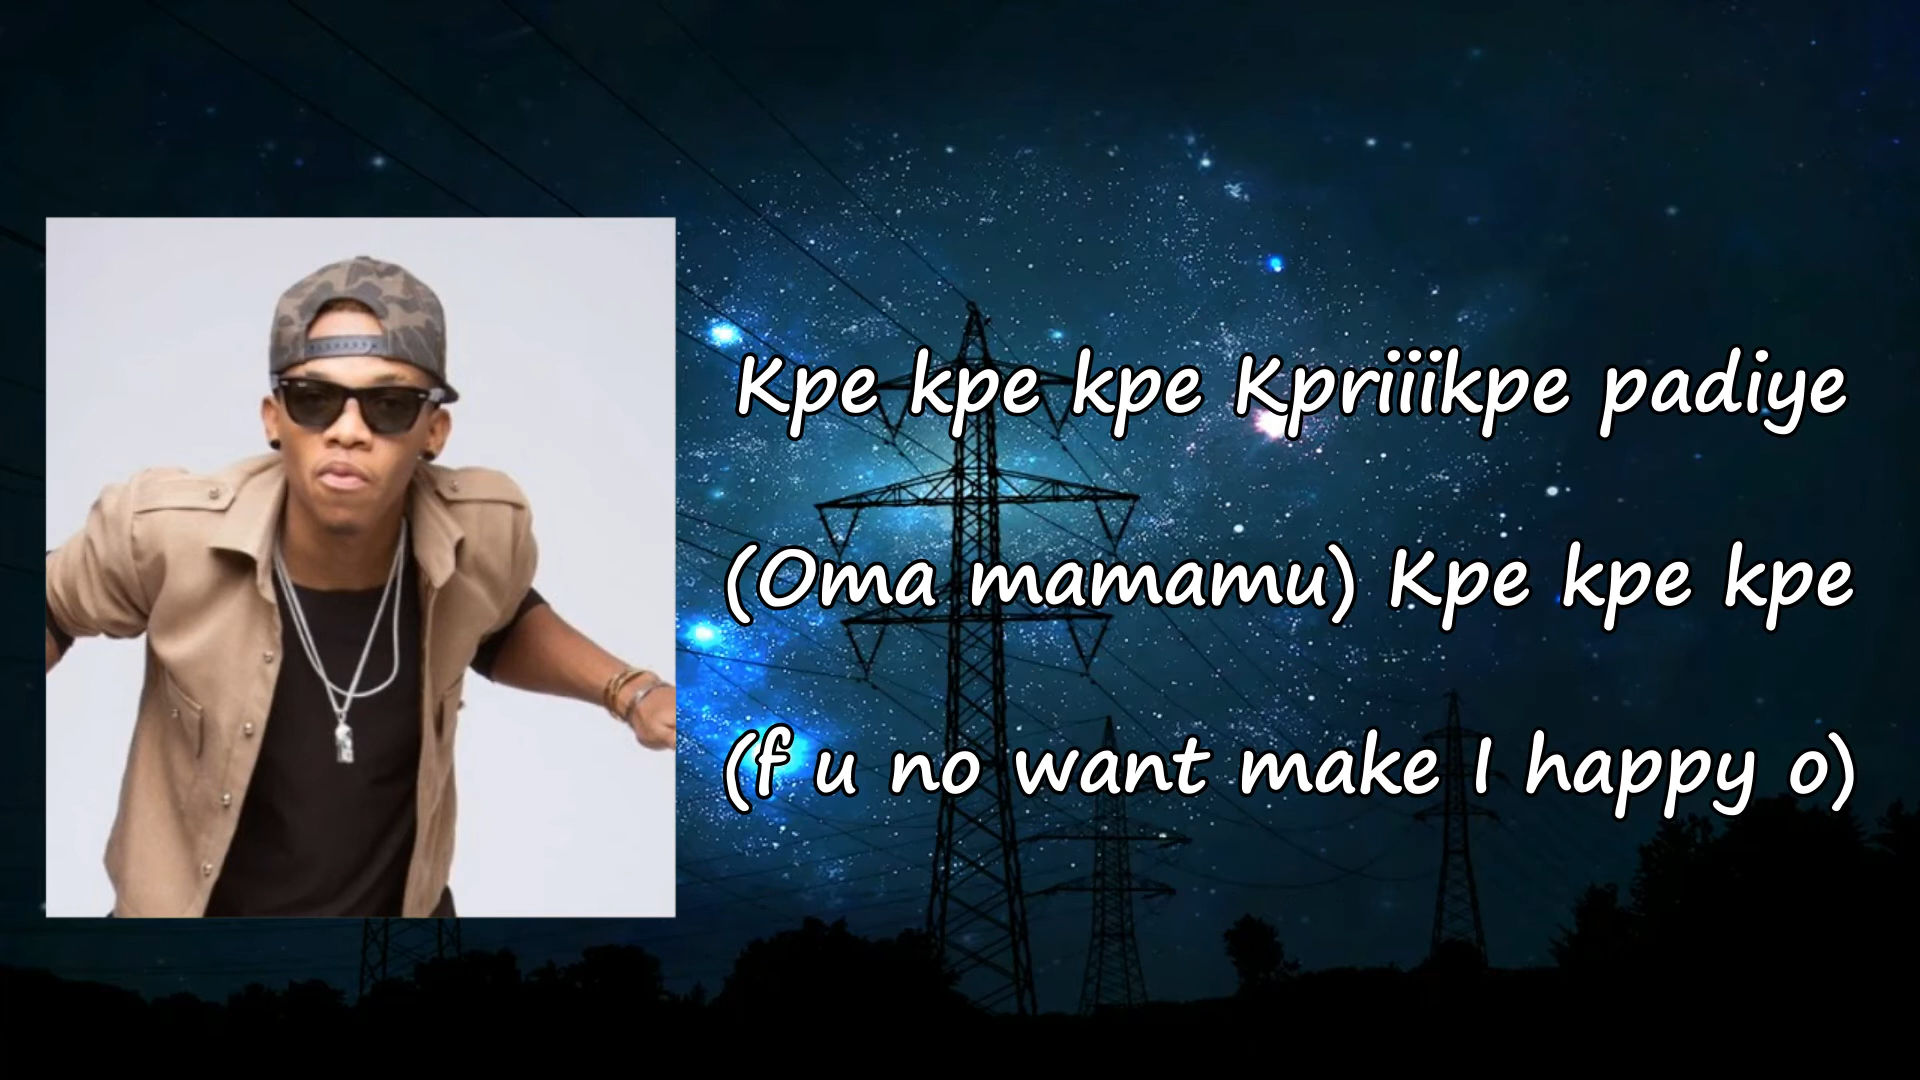 Kpe kpe kpe Kpriiikpe padiye
(Oma mamamu) Kpe kpe kpe
(f u no want make I happy o)